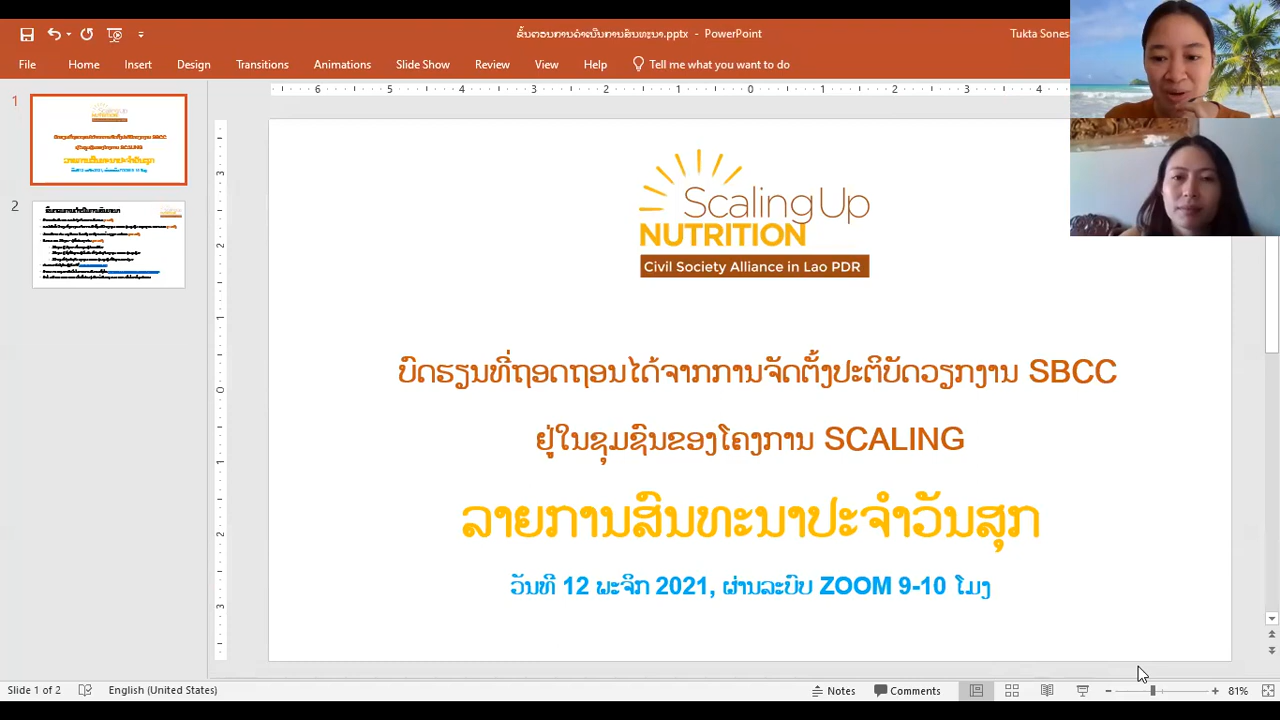 ຂັ້ນຕອນການດຳເນີນການສົນທະນາ.pptx - PowerPoint
Tukta Sones
File Home Insert Design Transitions Animations Slide Show Review View Help Tell me what you want to do
1
2
Scaling Up
NUTRITION
Civil Society Alliance in Lao PDR
ບົດຮຽນທີ່ຖອດຖອນໄດ້ຈາກການຈັດຕັ້ງປະຕິບັດວຽກງານ SBCC
ຢູ່ໃນຊຸມຊົນຂອງໂຄງການ SCALING
ລາຍການສົນທະນາປະຈຳວັນສຸກ
ວັນທີ 12 ພະຈິກ 2021, ຜ່ານລະບົບ ZOOM 9-10 ໂມງ
Slide 1 of 2 English (United States) Notes Comments 81%